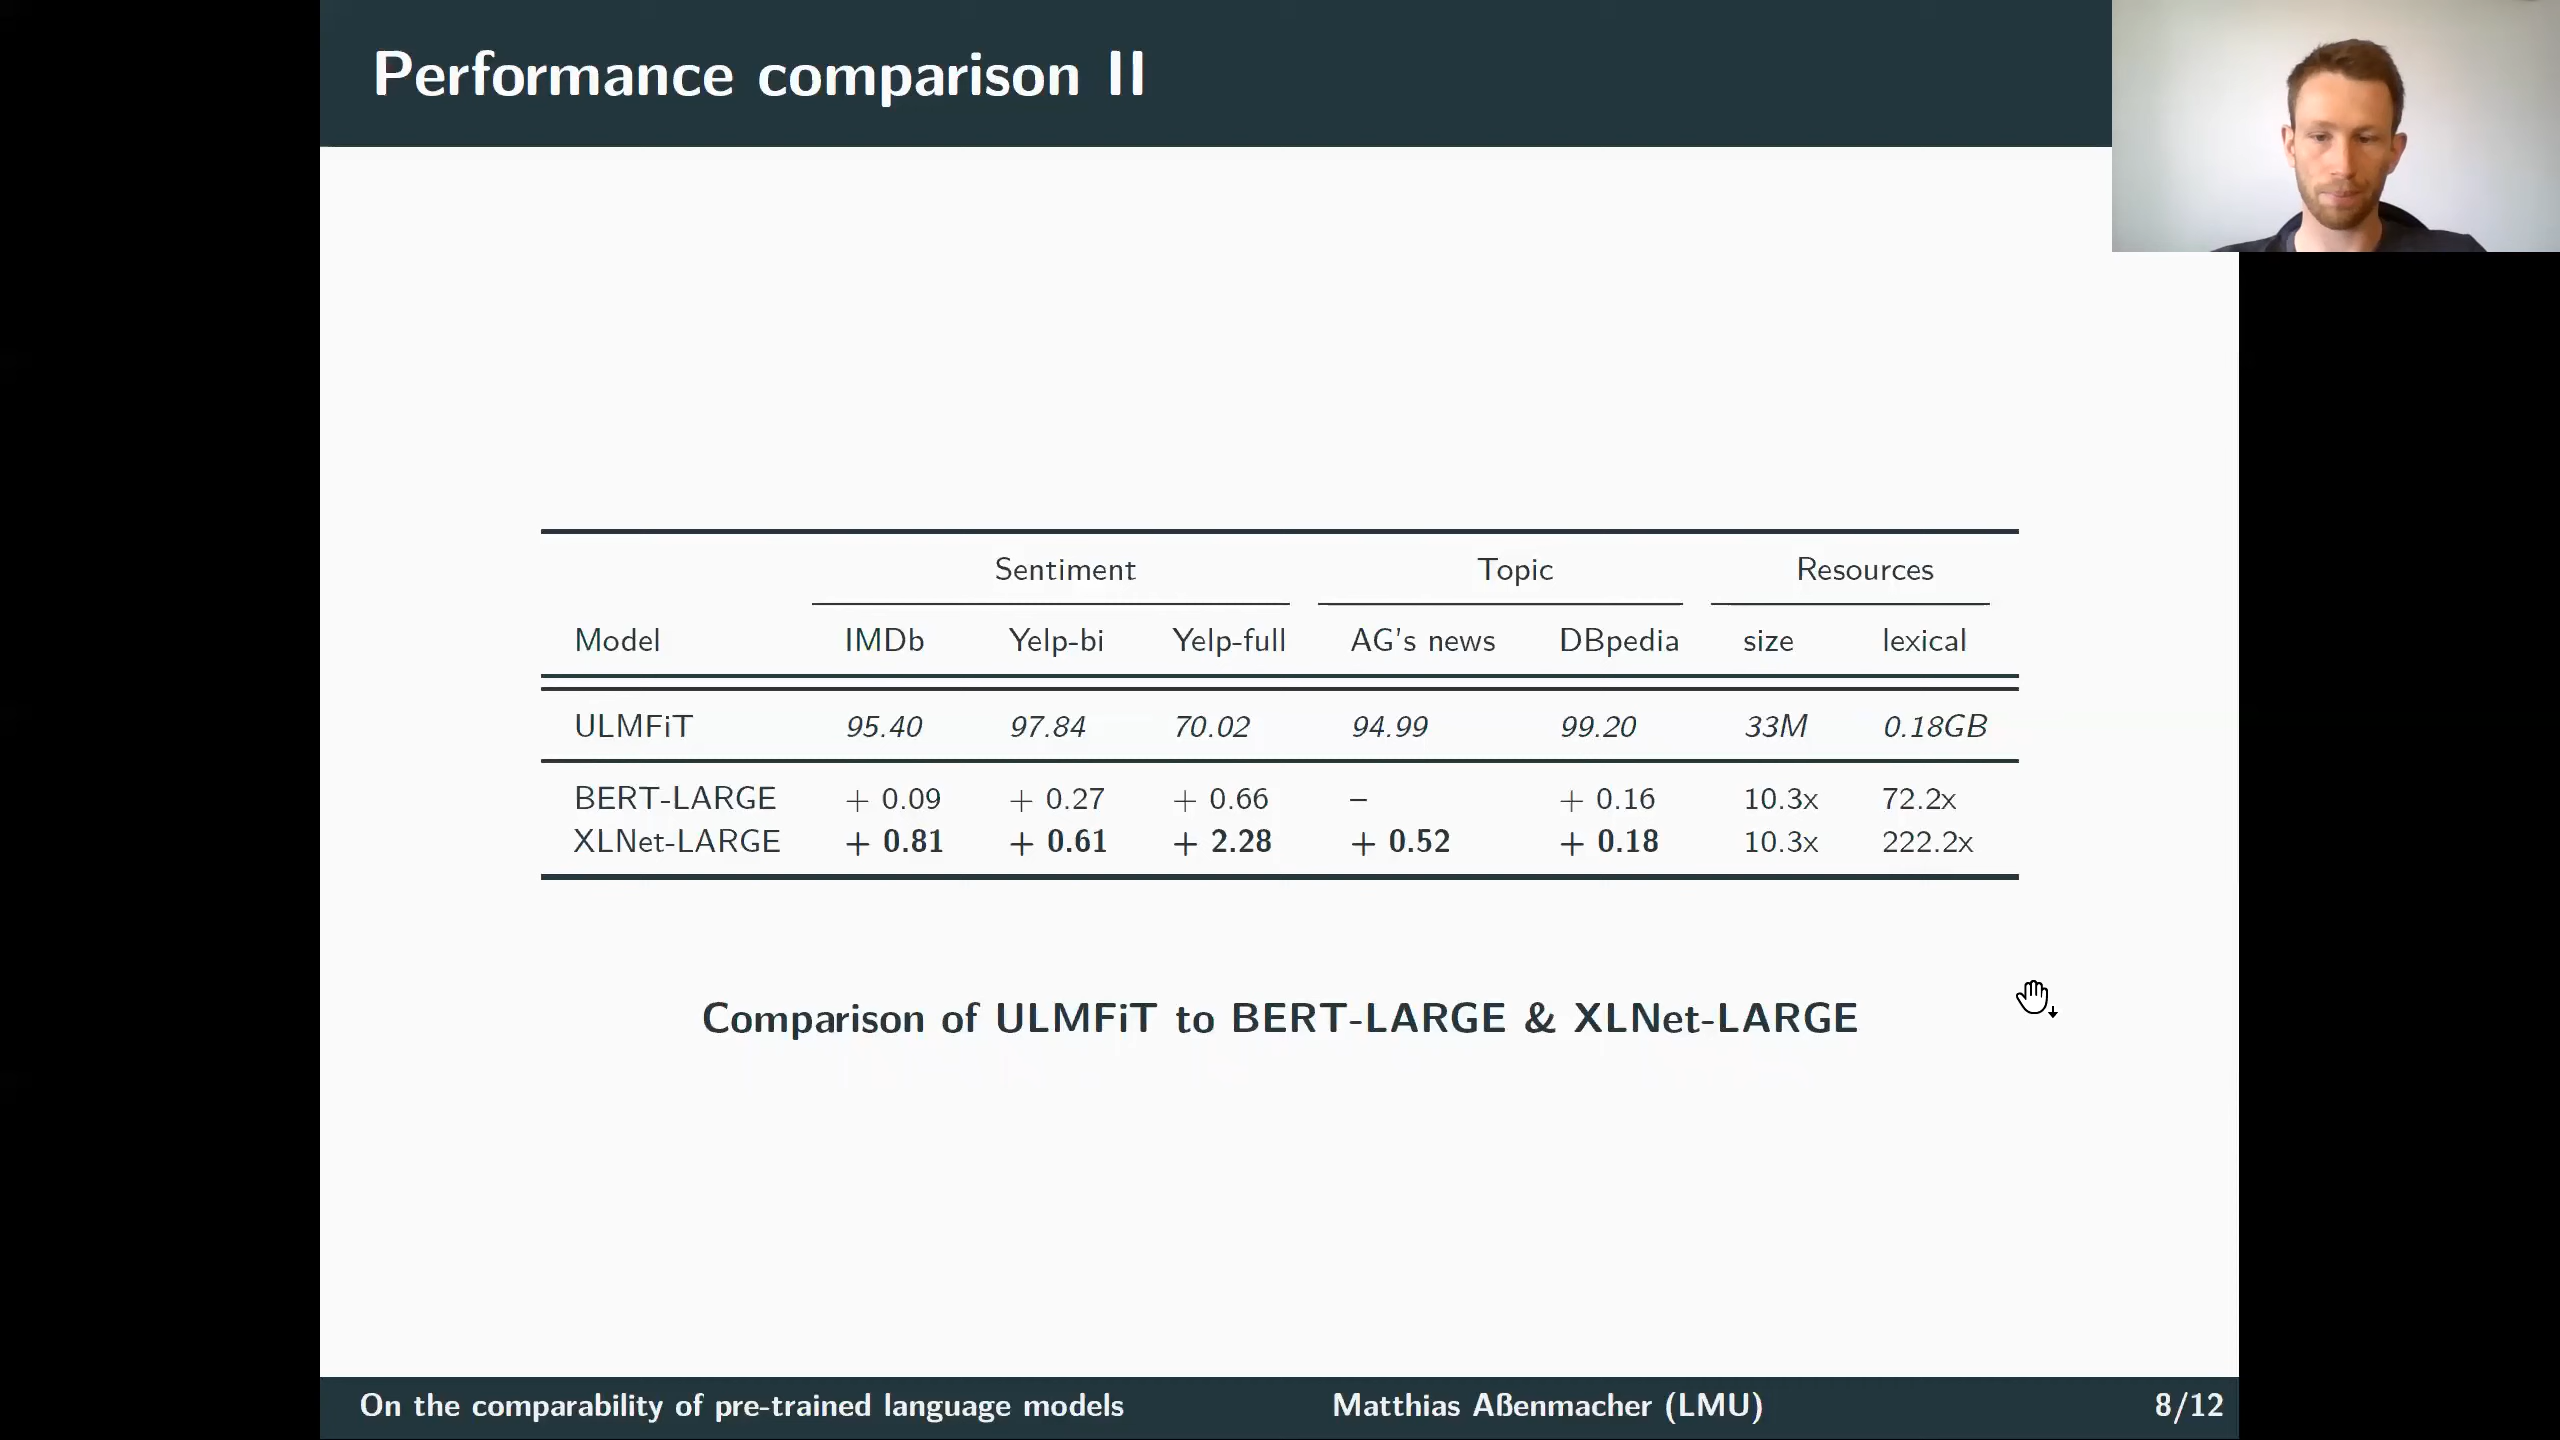 Performance comparison II
Sentiment Topic Resources
Model IMDb Yelp-bi Yelp-full AG's news DBpedia size lexical
ULMFiT 95.40 97.84 70.02 94.99 99.20 33M 0.18GB
BERT-LARGE + 0.09 + 0.27 + 0.66 – + 0.16 10.3x 72.2x
XLNet-LARGE + 0.81 + 0.61 + 2.28 + 0.52 + 0.18 10.3x 222.2x
Comparison of ULMFiT to BERT-LARGE & XLNet-LARGE
On the comparability of pre-trained language models Matthias Aßenmacher (LMU) 8/12